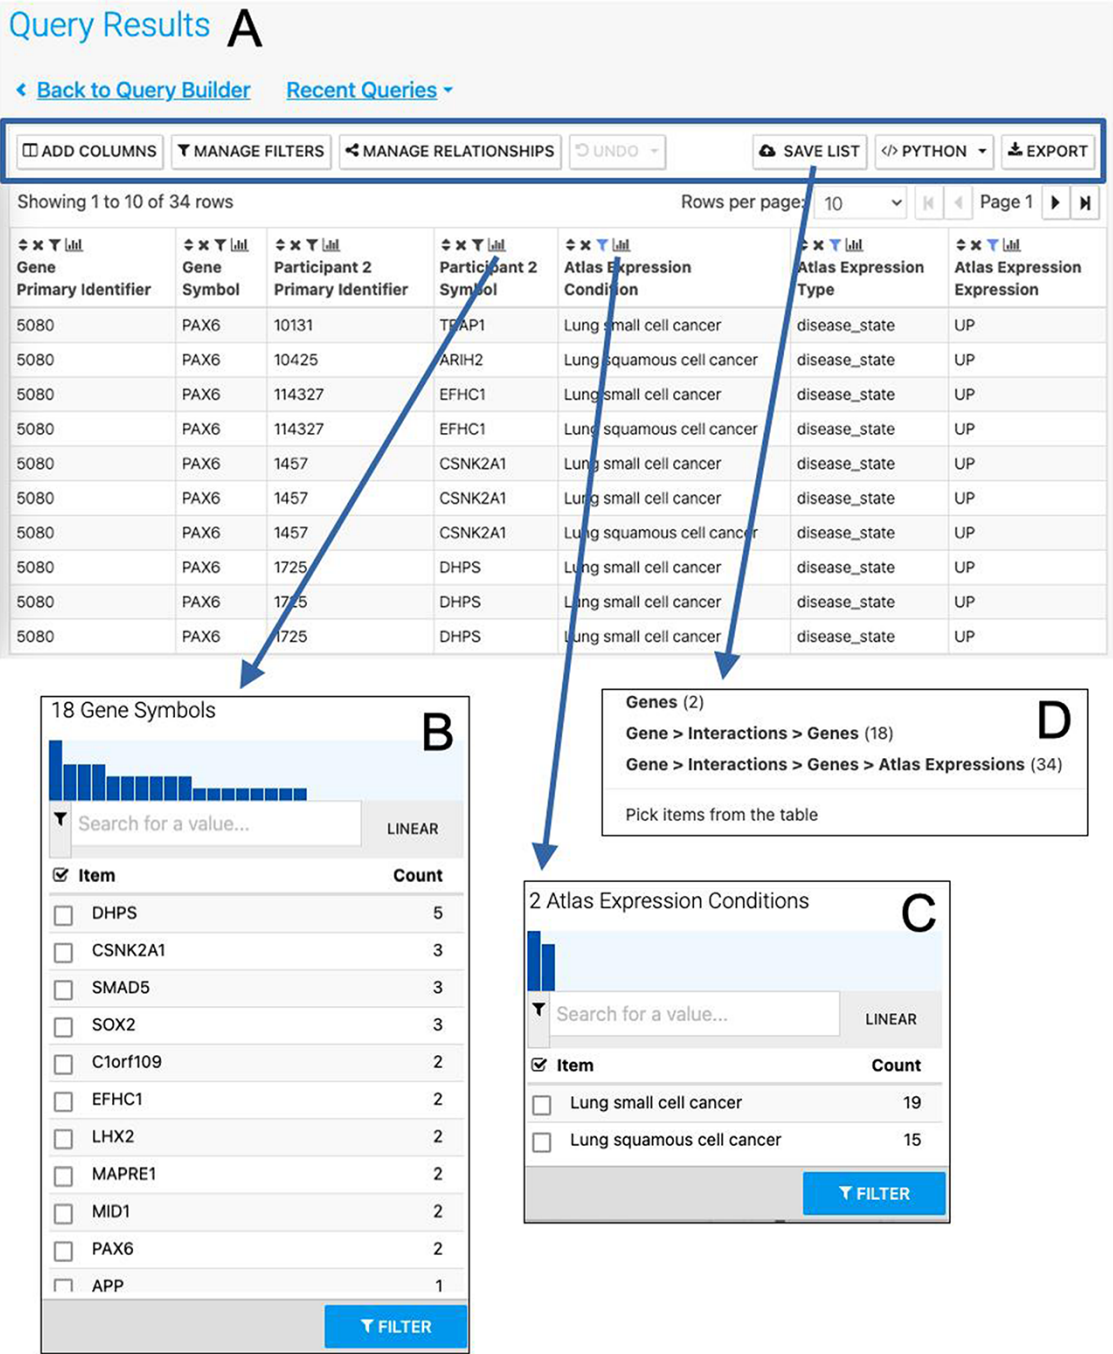 Query Results A
Back to Query Builder Recent Queries
ADD COLUMNS MANAGE FILTERS MANAGE RELATIONSHIPS UNDO SAVE LIST </> PYTHON EXPORT
Showing 1 to 10 of 34 rows Rows per page: 10 Page 1
Gene Primary Identifier Gene Symbol Participant 2 Primary Identifier Participant 2 Symbol Atlas Expression Condition Atlas Expression Type Atlas Expression Expression
5080 PAX6 10131 TRAP1 Lung small cell cancer disease_state UP
5080 PAX6 10425 ARIH2 Lung squamous cell cancer disease_state UP
5080 PAX6 114327 EFHC1 Lung small cell cancer disease_state UP
5080 PAX6 114327 EFHC1 Lung squamous cell cancer disease_state UP
5080 PAX6 1457 CSNK2A1 Lung small cell cancer disease_state UP
5080 PAX6 1457 CSNK2A1 Lung small cell cancer disease_state UP
5080 PAX6 1457 CSNK2A1 Lung squamous cell cancer disease_state UP
5080 PAX6 1725 DHPS Lung small cell cancer disease_state UP
5080 PAX6 1725 DHPS Lung small cell cancer disease_state UP
5080 PAX6 1725 DHPS Lung small cell cancer disease_state UP
18 Gene Symbols B
Search for a value... LINEAR
Item Count
DHPS 5
CSNK2A1 3
SMAD5 3
SOX2 3
C1orf109 2
EFHC1 2
LHX2 2
MAPRE1 2
MID1 2
PAX6 2
APP 1
FILTER
Genes (2) D
Gene > Interactions > Genes (18)
Gene > Interactions > Genes > Atlas Expressions (34)
Pick items from the table
2 Atlas Expression Conditions C
Search for a value... LINEAR
Item Count
Lung small cell cancer 19
Lung squamous cell cancer 15
FILTER